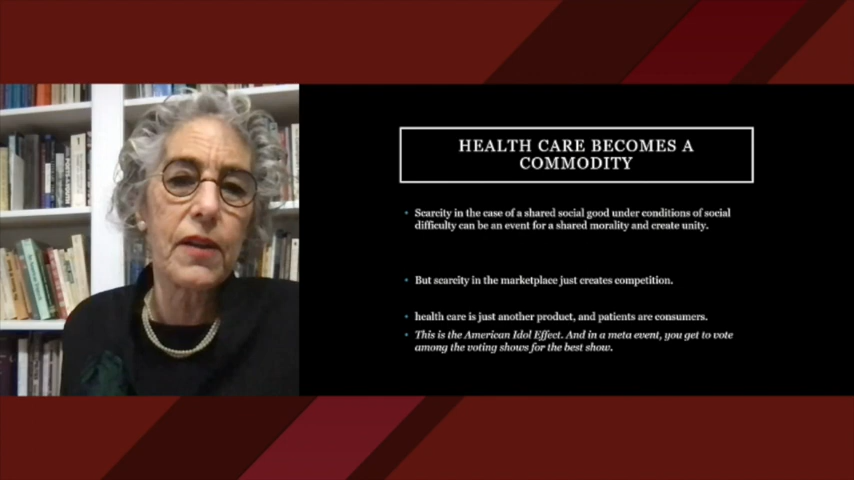 HEALTH CARE BECOMES A
COMMODITY
Scarcity in the case of a shared social good under conditions of social
difficulty can be an event for a shared morality and create unity.
But scarcity in the marketplace just creates competition.
health care is just another product, and patients are consumers.
This is the American Idol Effect. And in a meta event, you get to vote
among the voting shows for the best show.